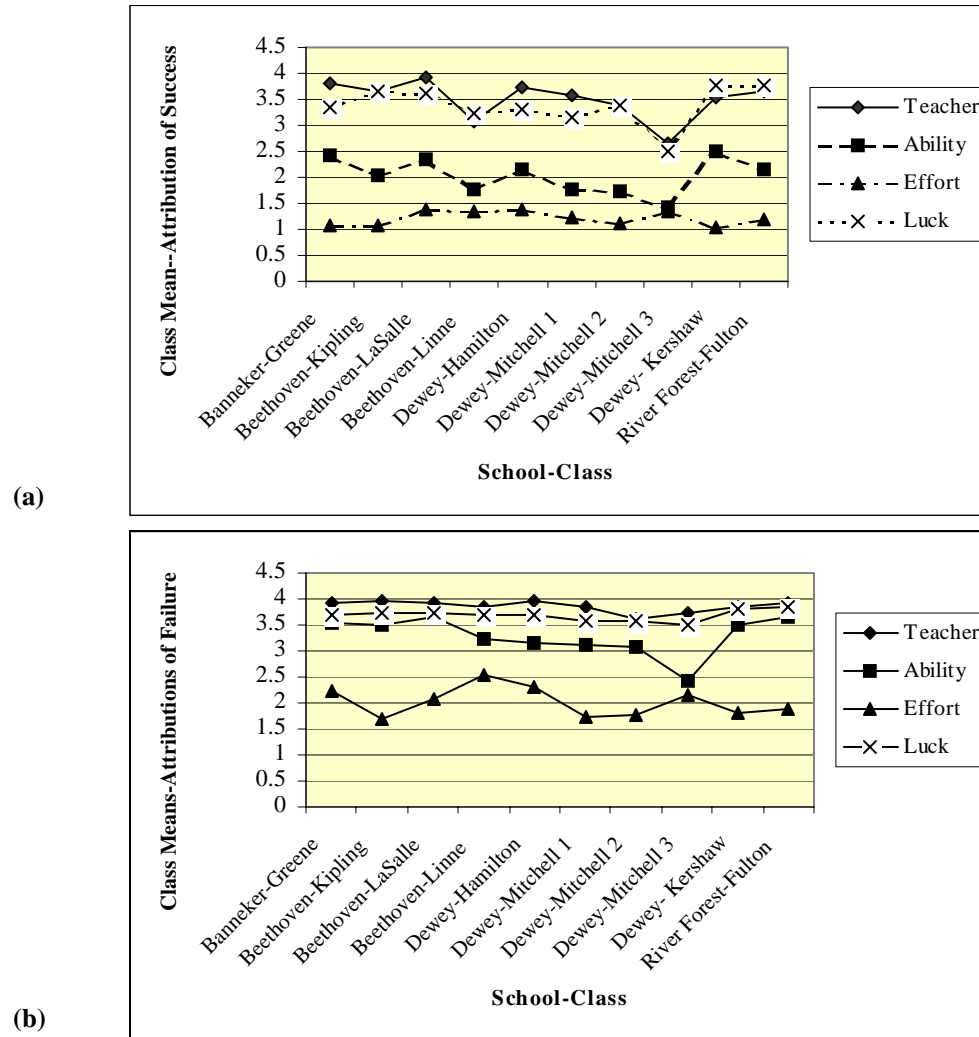 Class Mean--Attribution of Success
4.5
4
3.5
3
2.5
2
1.5
1
0.5
0
Banneker-Greene
Beethoven-Kipling
Beethoven-LaSalle
Beethoven-Linne
Dewey-Hamilton
Dewey-Mitchell 1
Dewey-Mitchell 2
Dewey-Mitchell 3
Dewey- Kershaw
River Forest-Fulton
School-Class
Teacher
Ability
Effort
Luck
(a)
Class Means-Attributions of Failure
4.5
4
3.5
3
2.5
2
1.5
1
0.5
0
Banneker-Greene
Beethoven-Kipling
Beethoven-LaSalle
Beethoven-Linne
Dewey-Hamilton
Dewey-Mitchell 1
Dewey-Mitchell 2
Dewey-Mitchell 3
Dewey- Kershaw
River Forest-Fulton
School-Class
Teacher
Ability
Effort
Luck
(b)